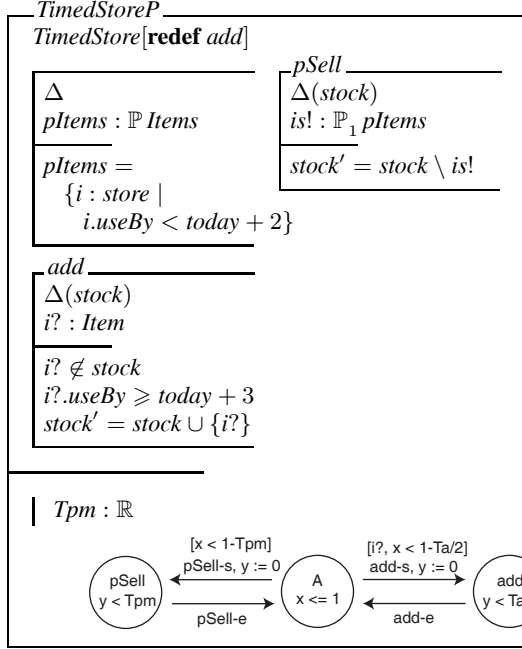 TimedStoreP
TimedStore[redef add]
Δ
pItems : ℙ Items
pItems =
{i : store |
i.useBy < today + 2}
pSell
Δ(stock)
is! : ℙ₁ pItems
stock′ = stock \ is!
add
Δ(stock)
i? : Item
i? ∉ stock
i?.useBy ⩾ today + 3
stock′ = stock ∪ {i?}
Tpm : ℝ
[x < 1-Tpm]
pSell-s, y := 0
[i?, x < 1-Ta/2]
add-s, y := 0
pSell
y < Tpm
A
x <= 1
add
y < Ta
pSell-e
add-e